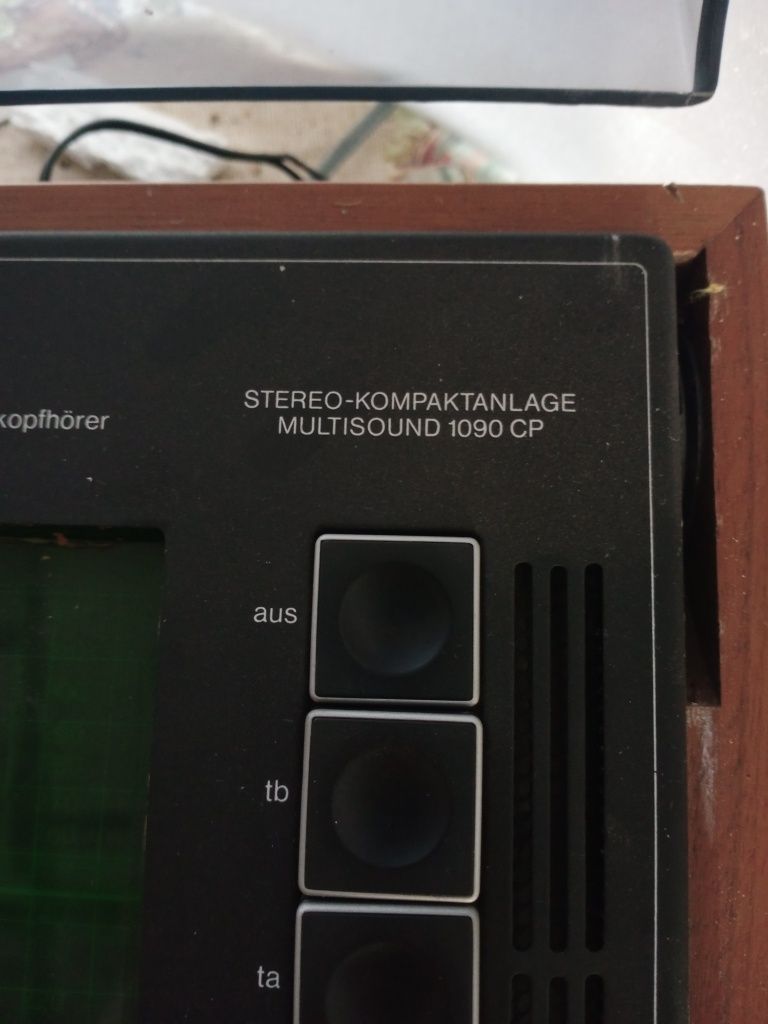 STEREO-KOMPAKTANLAGE
MULTISOUND 1090 CP
kopfhörer
aus
tb
ta